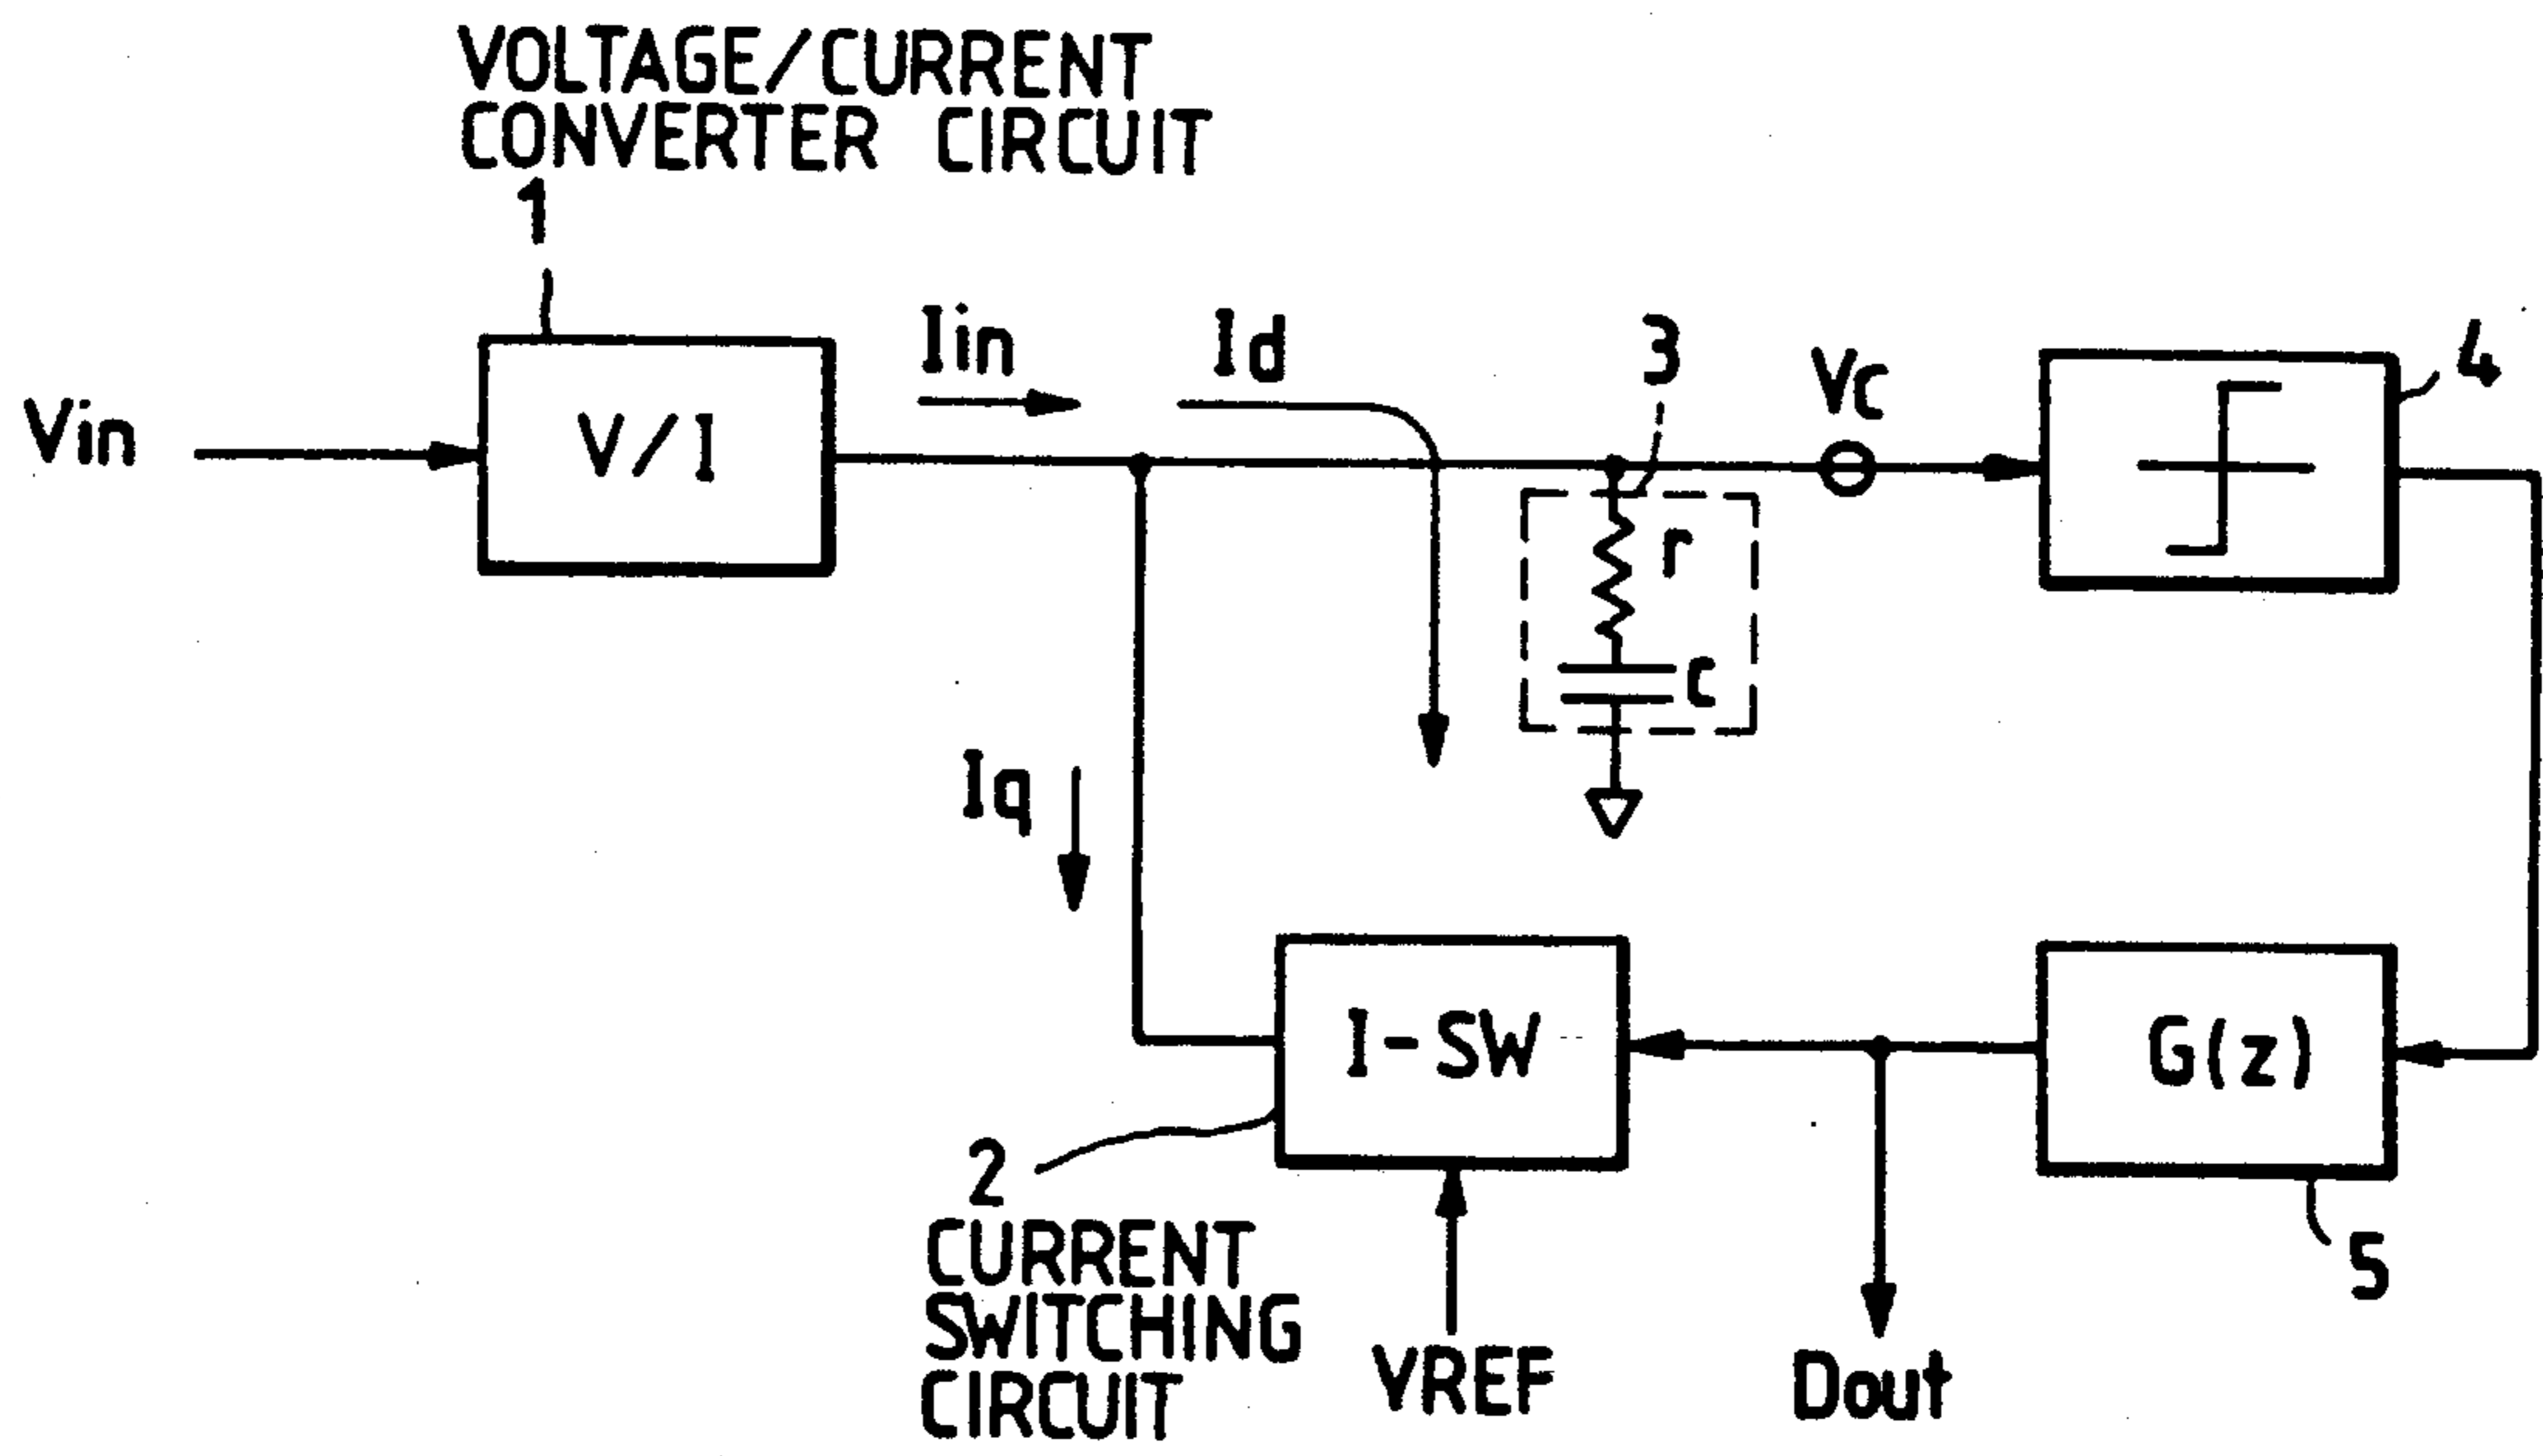 VOLTAGE/CURRENT
CONVERTER CIRCUIT
1
Vin
V/I
Iin
Id
3
Vc
4
r
C
Iq
I-SW
G(z)
2
CURRENT
SWITCHING
CIRCUIT
VREF
Dout
5